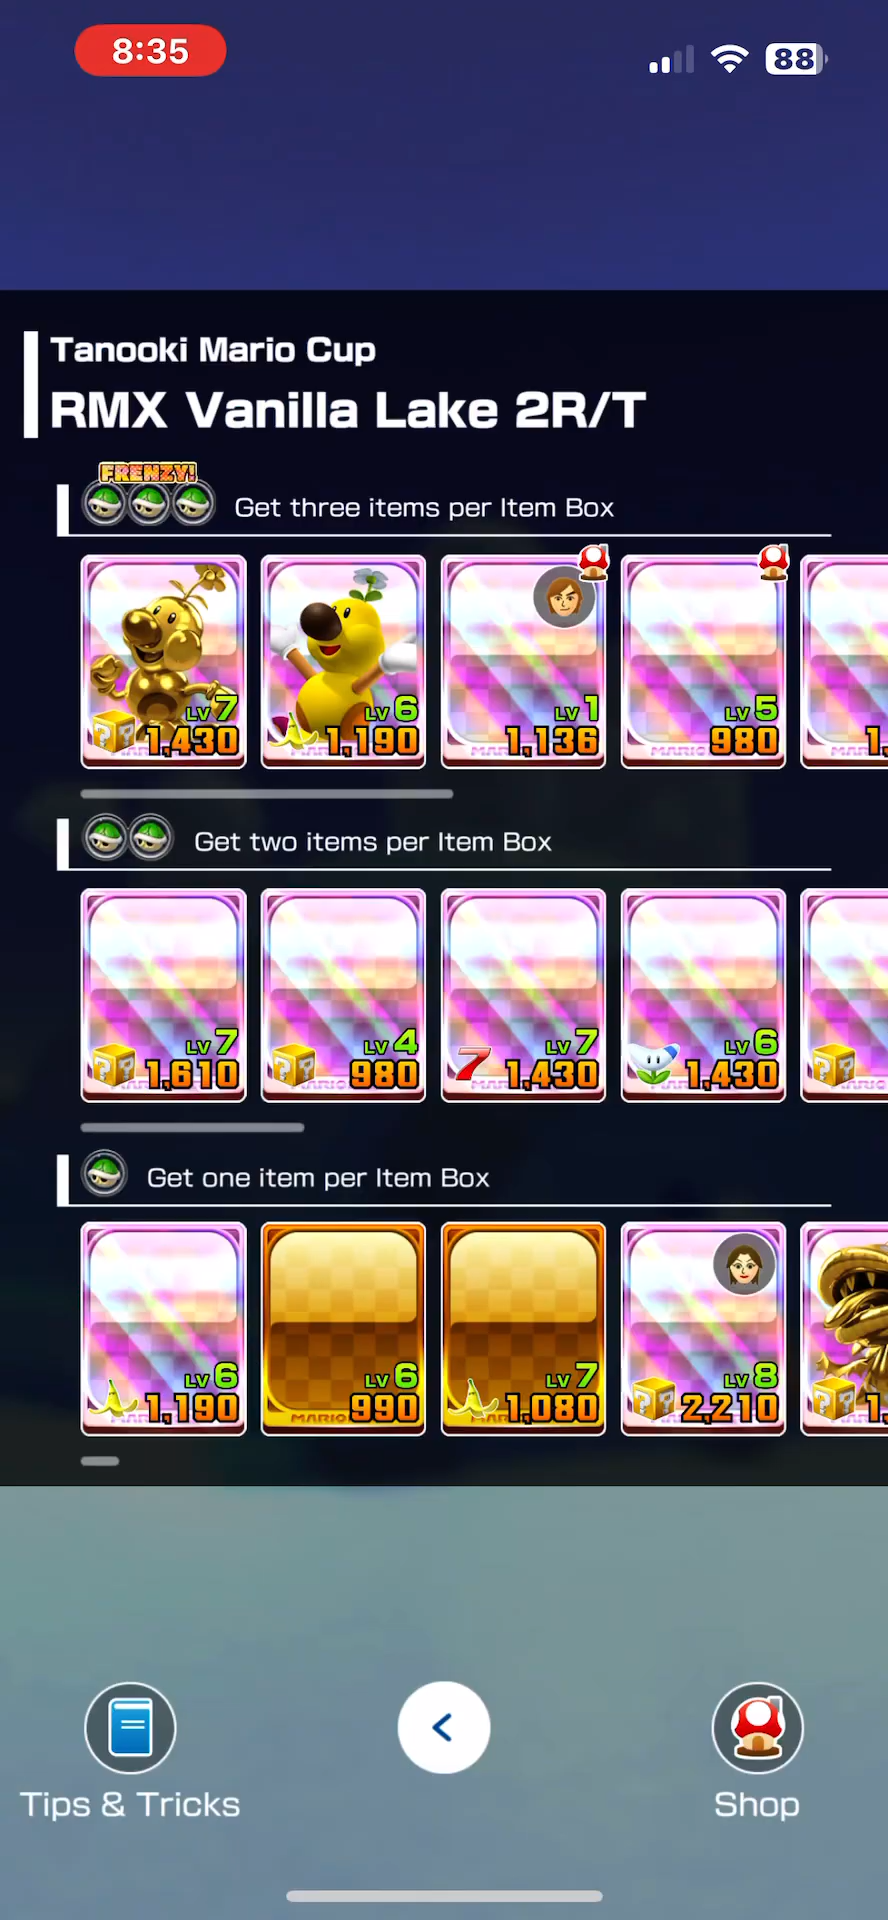 8:35
88
Tanooki Mario Cup
RMX Vanilla Lake 2R/T
FRENZY!
Get three items per Item Box
LV 7
1,430
LV 6
1,190
LV 1
1,136
LV 5
980
Get two items per Item Box
LV 7
1,610
LV 4
980
LV 7
1,430
LV 6
1,430
Get one item per Item Box
LV 6
1,190
LV 6
990
LV 7
1,080
LV 8
2,210
Tips & Tricks
Shop